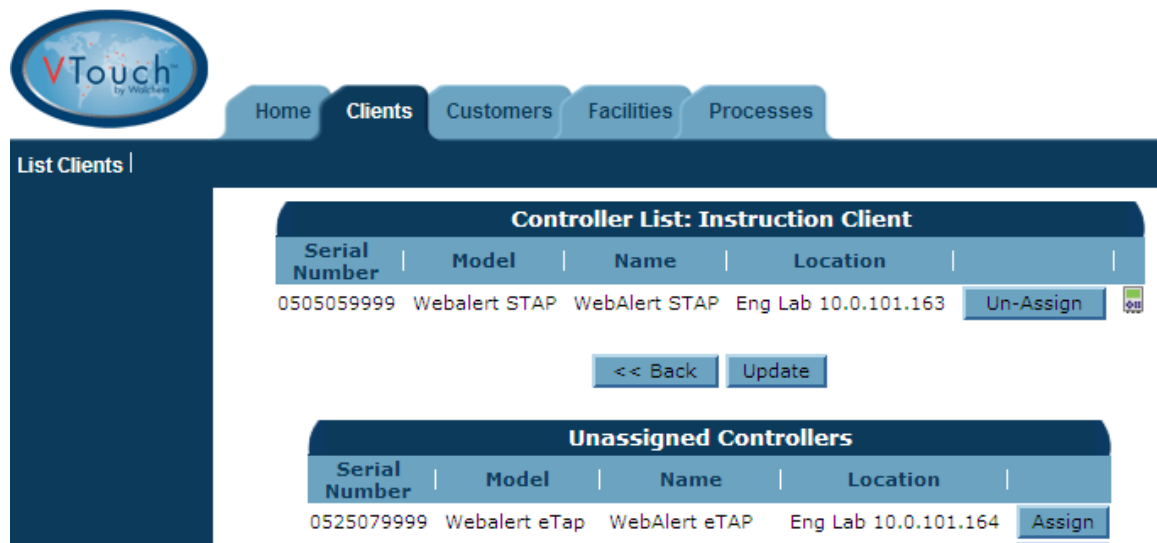 VTouch™
by Walchem
Home Clients Customers Facilities Processes
List Clients
Controller List: Instruction Client
Serial Number Model Name Location
0505059999 Webalert STAP WebAlert STAP Eng Lab 10.0.101.163 Un-Assign
<< Back Update
Unassigned Controllers
Serial Number Model Name Location
0525079999 Webalert eTap WebAlert eTAP Eng Lab 10.0.101.164 Assign